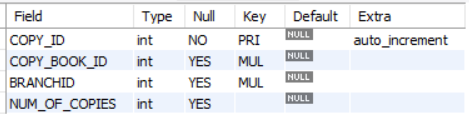 Field Type Null Key Default Extra
COPY_ID int NO PRI NULL auto_increment
COPY_BOOK_ID int YES MUL NULL
BRANCHID int YES MUL NULL
NUM_OF_COPIES int YES NULL